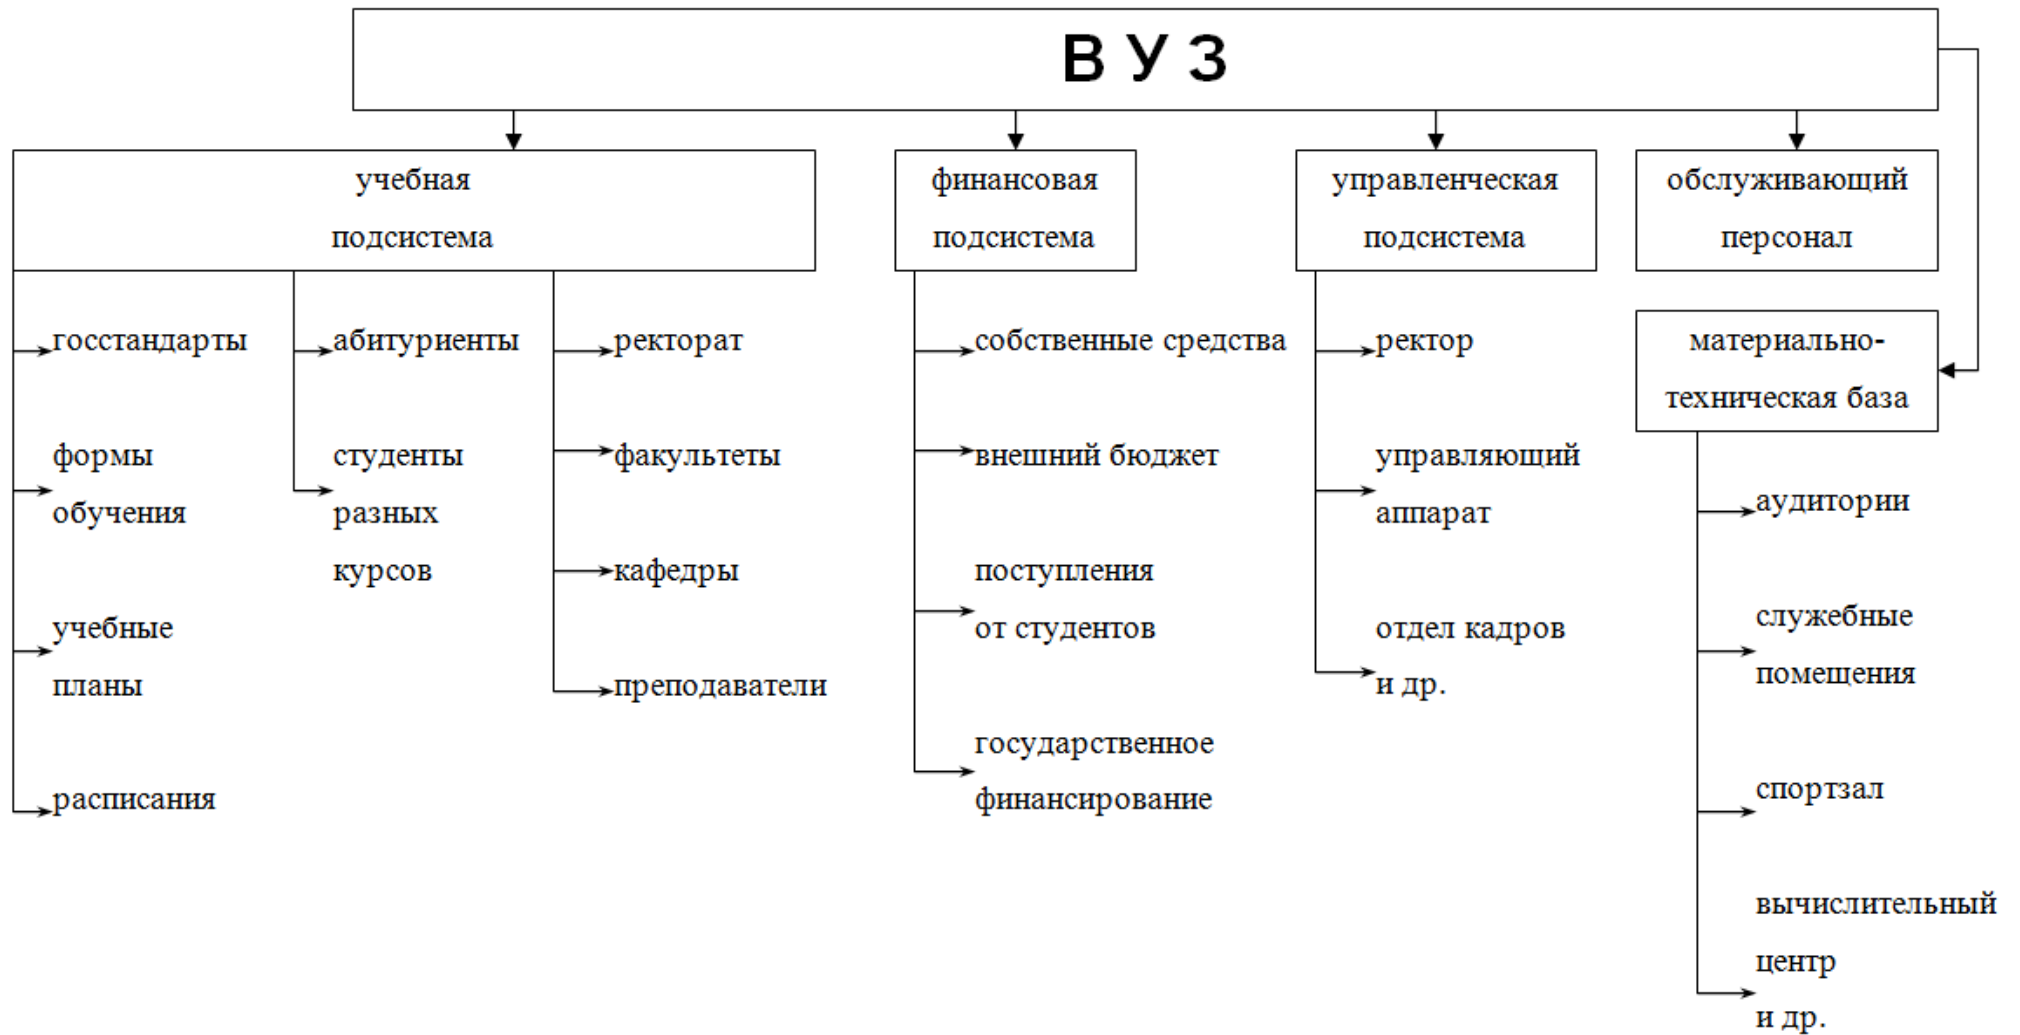 ВУЗ
учебная
подсистема
госстандарты
формы
обучения
учебные
планы
расписания
абитуриенты
студенты
разных
курсов
ректорат
факультеты
кафедры
преподаватели
финансовая
подсистема
собственные средства
внешний бюджет
поступления
от студентов
государственное
финансирование
управленческая
подсистема
ректор
управляющий
аппарат
отдел кадров
и др.
обслуживающий
персонал
материально-
техническая база
аудитории
служебные
помещения
спортзал
вычислительный
центр
и др.